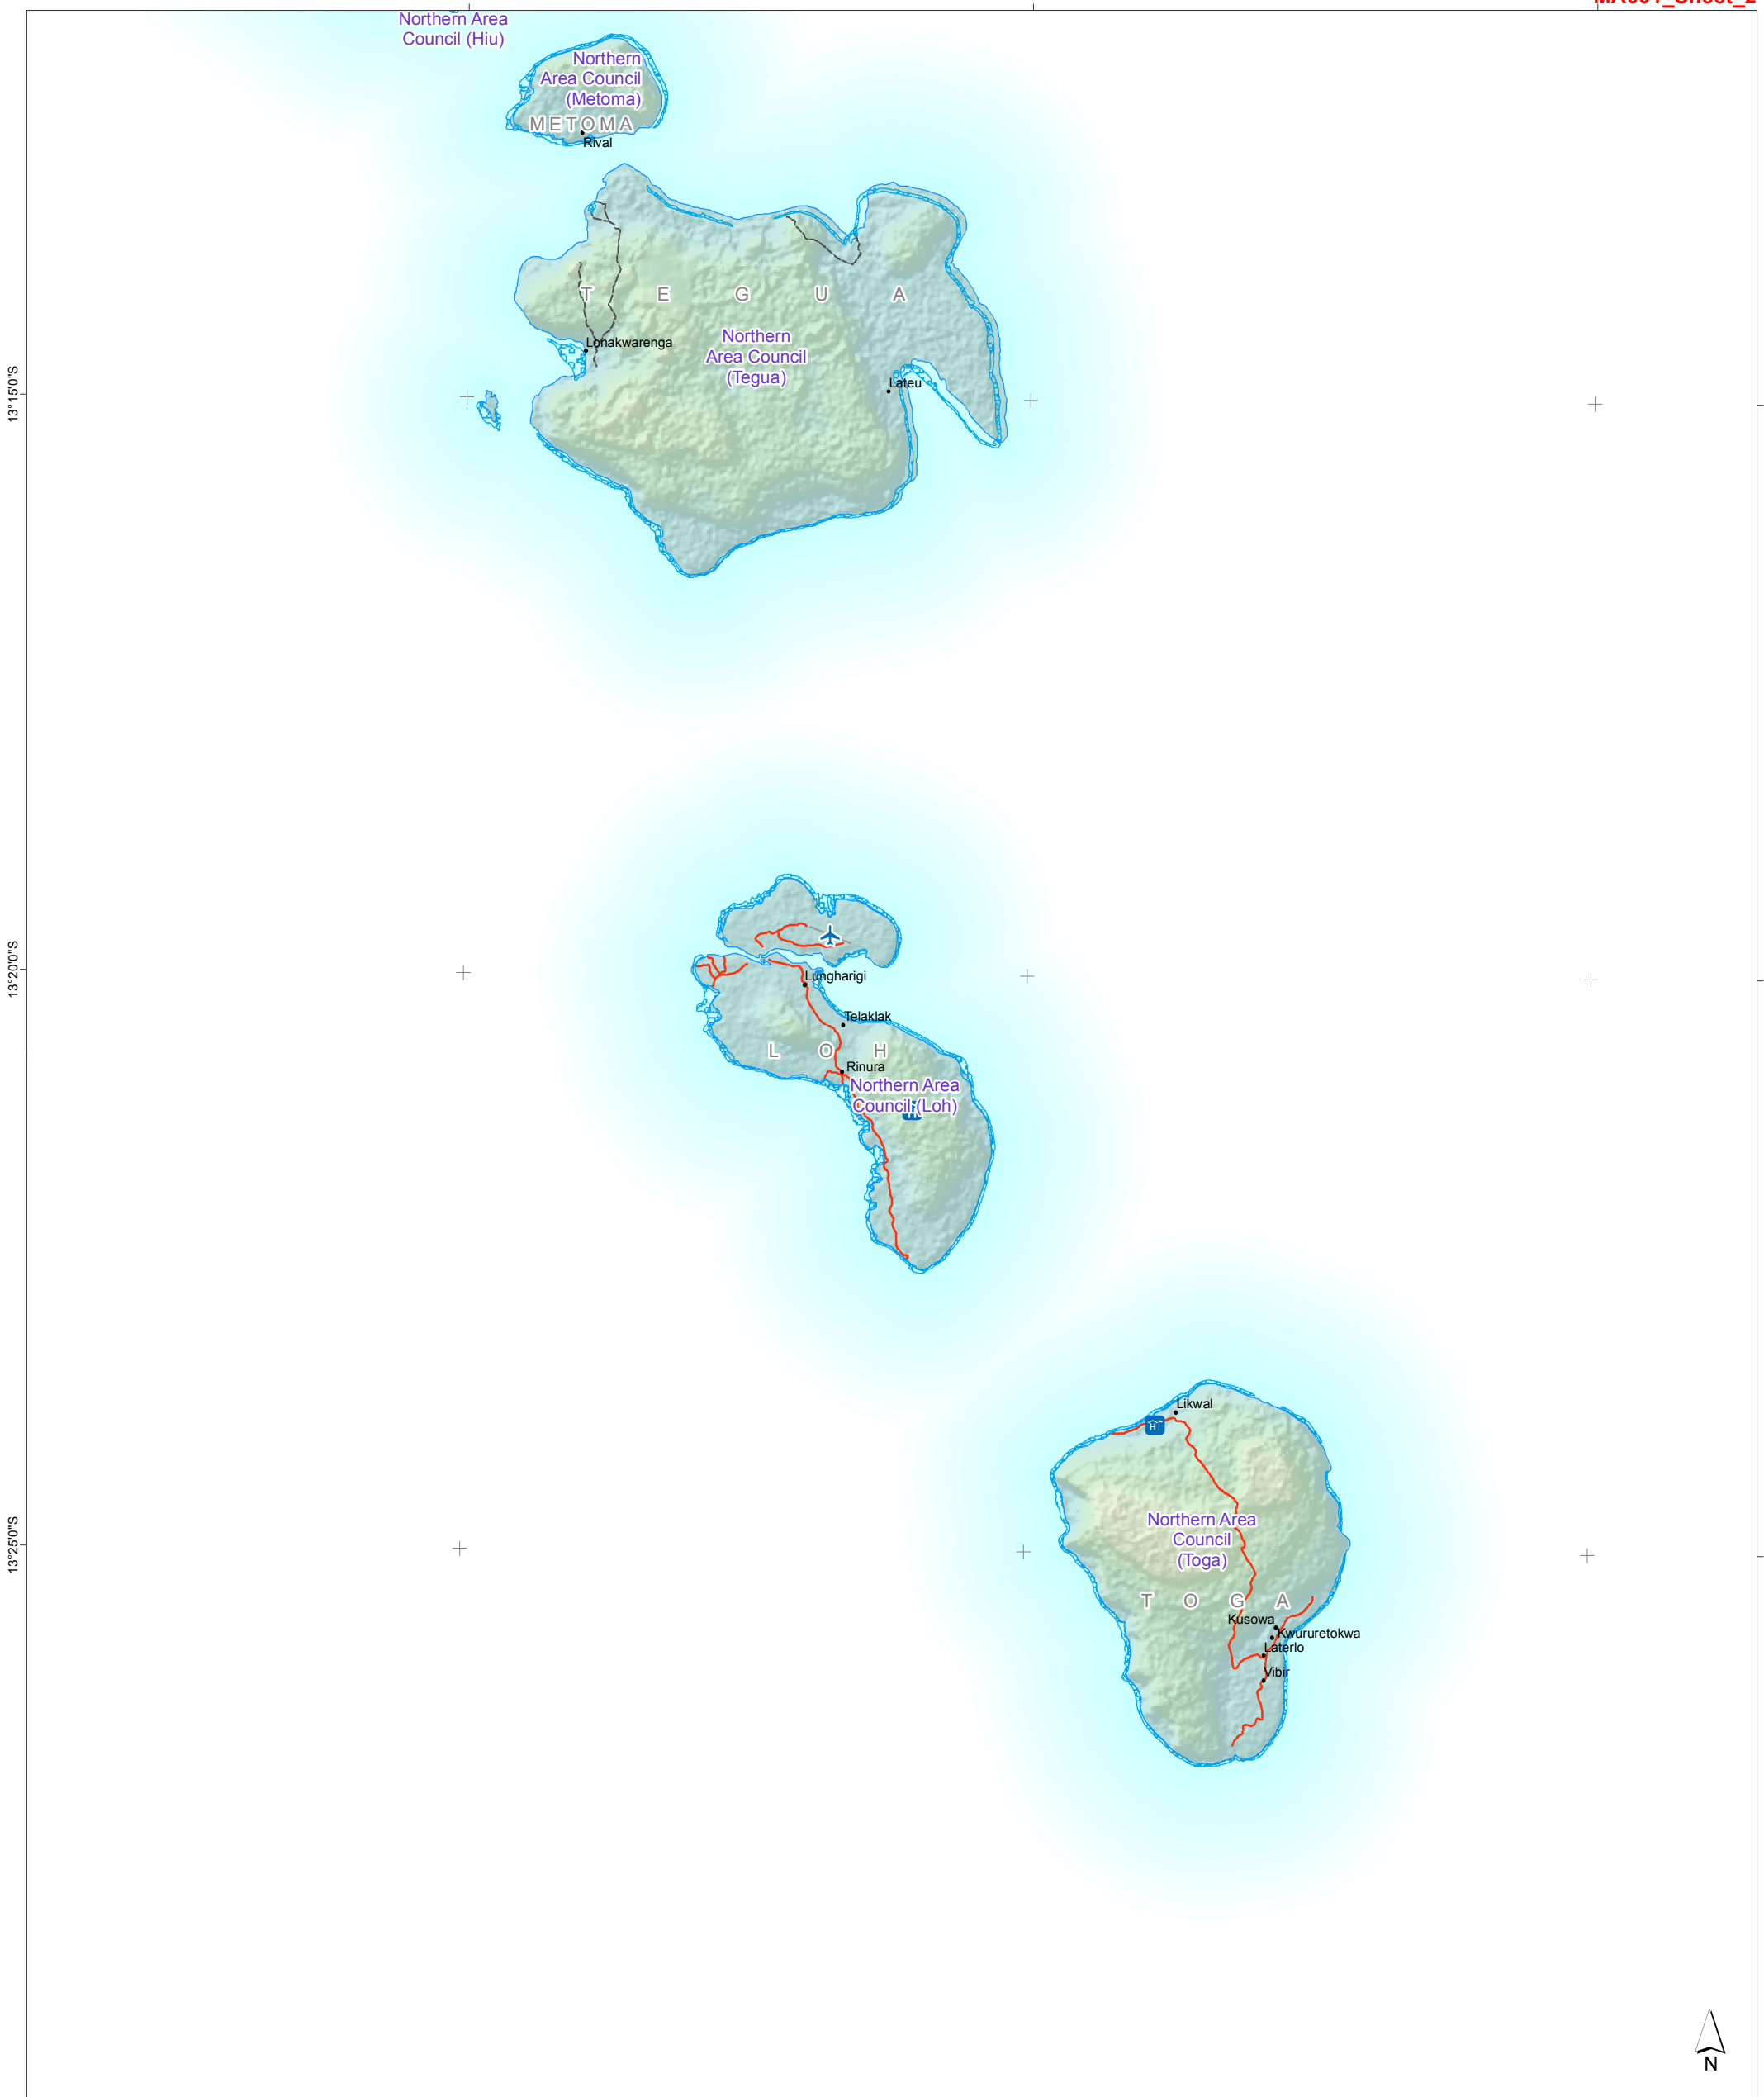 Northern Area
Council (Hiu)
Northern
Area Council
(Metoma)
METOMA
Rival
T E G U A
Northern
Area Council
(Tegua)
Lonakwarenga
Lateu
13°15'0"S
13°20'0"S
Lungharigi
Telaklak
L O H
Rinura
Northern Area
Council (Loh)
Likwal
H
13°25'0"S
Northern Area
Council
(Toga)
T O G A
Kusowa
Kwururetokwa
Laterlo
Vibir
N